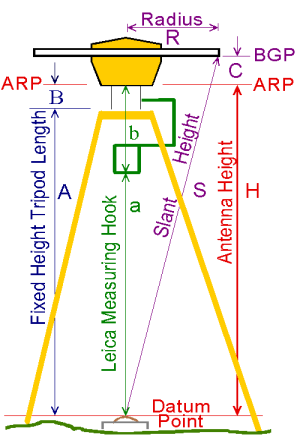 Radius
R
BGP
C
ARP
ARP
B
b
Fixed Height Tripod Length
A
Leica Measuring Hook
a
Slant Height
S
Antenna Height
H
Datum
Point